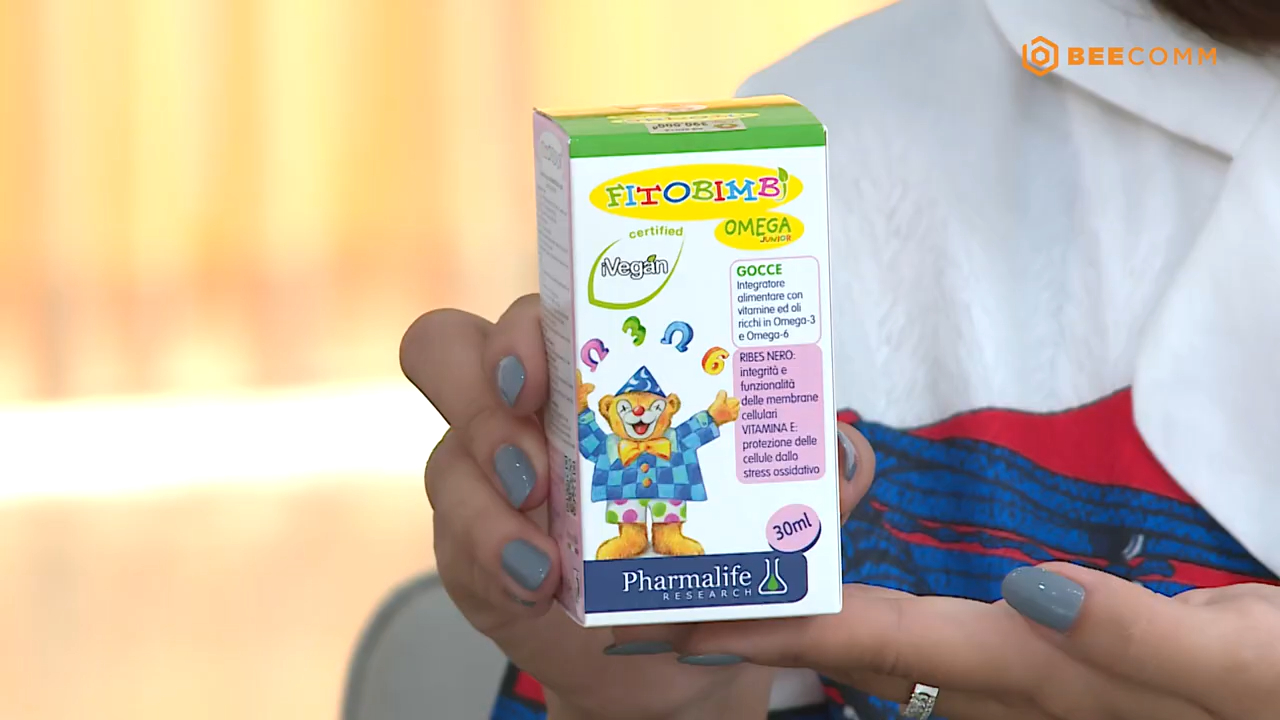 BEECOMM
FITOBIMBi
OMEGA
JUNIOR
certified
iVegan
GOCCE
Integratore
alimentare con
vitamine ed oli
ricchi in Omega-3
e Omega-6
Ω 3 Ω 6
RIBES NERO:
integrità e
funzionalità
delle membrane
cellulari
VITAMINA E:
protezione delle
cellule dallo
stress ossidativo
30ml
Pharmalife
RESEARCH